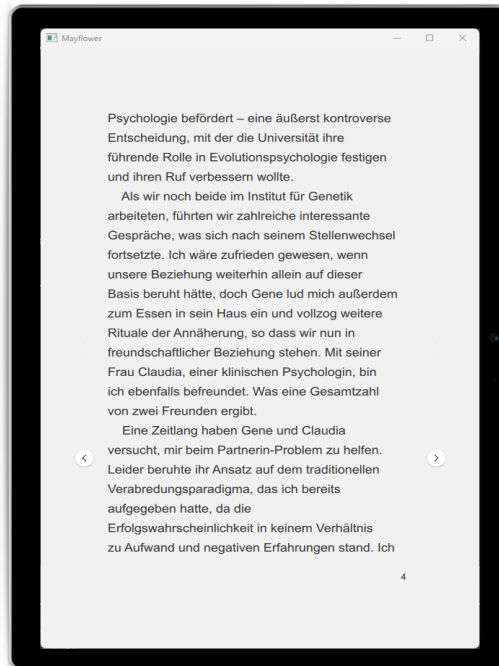 Mayflower
Psychologie befördert – eine äußerst kontroverse
Entscheidung, mit der die Universität ihre
führende Rolle in Evolutionspsychologie festigen
und ihren Ruf verbessern wollte.
Als wir noch beide im Institut für Genetik
arbeiteten, führten wir zahlreiche interessante
Gespräche, was sich nach seinem Stellenwechsel
fortsetzte. Ich wäre zufrieden gewesen, wenn
unsere Beziehung weiterhin allein auf dieser
Basis beruht hätte, doch Gene lud mich außerdem
zum Essen in sein Haus ein und vollzog weitere
Rituale der Annäherung, so dass wir nun in
freundschaftlicher Beziehung stehen. Mit seiner
Frau Claudia, einer klinischen Psychologin, bin
ich ebenfalls befreundet. Was eine Gesamtzahl
von zwei Freunden ergibt.
Eine Zeitlang haben Gene und Claudia
versucht, mir beim Partnerin-Problem zu helfen.
Leider beruhte ihr Ansatz auf dem traditionellen
Verabredungsparadigma, das ich bereits
aufgegeben hatte, da die
Erfolgswahrscheinlichkeit in keinem Verhältnis
zu Aufwand und negativen Erfahrungen stand. Ich
4